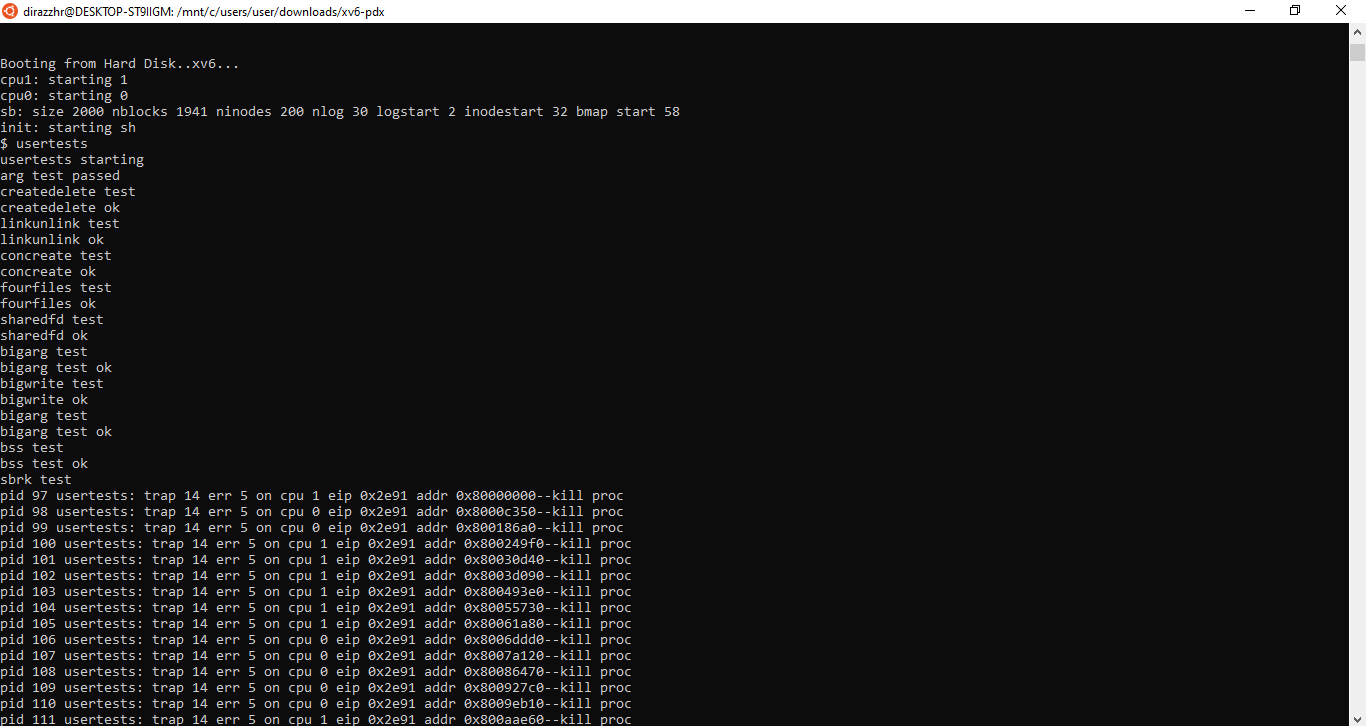 dirazzhr@DESKTOP-ST9IIGM: /mnt/c/users/user/downloads/xv6-pdx
Booting from Hard Disk..xv6...
cpu1: starting 1
cpu0: starting 0
sb: size 2000 nblocks 1941 ninodes 200 nlog 30 logstart 2 inodestart 32 bmap start 58
init: starting sh
$ usertests
usertests starting
arg test passed
createdelete test
createdelete ok
linkunlink test
linkunlink ok
concreate test
concreate ok
fourfiles test
fourfiles ok
sharedfd test
sharedfd ok
bigarg test
bigarg test ok
bigwrite test
bigwrite ok
bigarg test
bigarg test ok
bss test
bss test ok
sbrk test
pid 97 usertests: trap 14 err 5 on cpu 1 eip 0x2e91 addr 0x80000000--kill proc
pid 98 usertests: trap 14 err 5 on cpu 0 eip 0x2e91 addr 0x8000c350--kill proc
pid 99 usertests: trap 14 err 5 on cpu 0 eip 0x2e91 addr 0x800186a0--kill proc
pid 100 usertests: trap 14 err 5 on cpu 1 eip 0x2e91 addr 0x800249f0--kill proc
pid 101 usertests: trap 14 err 5 on cpu 1 eip 0x2e91 addr 0x80030d40--kill proc
pid 102 usertests: trap 14 err 5 on cpu 1 eip 0x2e91 addr 0x8003d090--kill proc
pid 103 usertests: trap 14 err 5 on cpu 1 eip 0x2e91 addr 0x800493e0--kill proc
pid 104 usertests: trap 14 err 5 on cpu 1 eip 0x2e91 addr 0x80055730--kill proc
pid 105 usertests: trap 14 err 5 on cpu 1 eip 0x2e91 addr 0x80061a80--kill proc
pid 106 usertests: trap 14 err 5 on cpu 0 eip 0x2e91 addr 0x8006ddd0--kill proc
pid 107 usertests: trap 14 err 5 on cpu 0 eip 0x2e91 addr 0x8007a120--kill proc
pid 108 usertests: trap 14 err 5 on cpu 0 eip 0x2e91 addr 0x80086470--kill proc
pid 109 usertests: trap 14 err 5 on cpu 0 eip 0x2e91 addr 0x800927c0--kill proc
pid 110 usertests: trap 14 err 5 on cpu 0 eip 0x2e91 addr 0x8009eb10--kill proc
pid 111 usertests: trap 14 err 5 on cpu 1 eip 0x2e91 addr 0x800aae60--kill proc